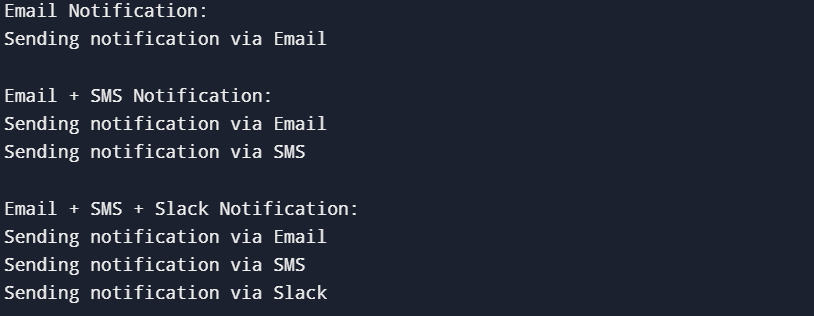 Email Notification:
Sending notification via Email
Email + SMS Notification:
Sending notification via Email
Sending notification via SMS
Email + SMS + Slack Notification:
Sending notification via Email
Sending notification via SMS
Sending notification via Slack